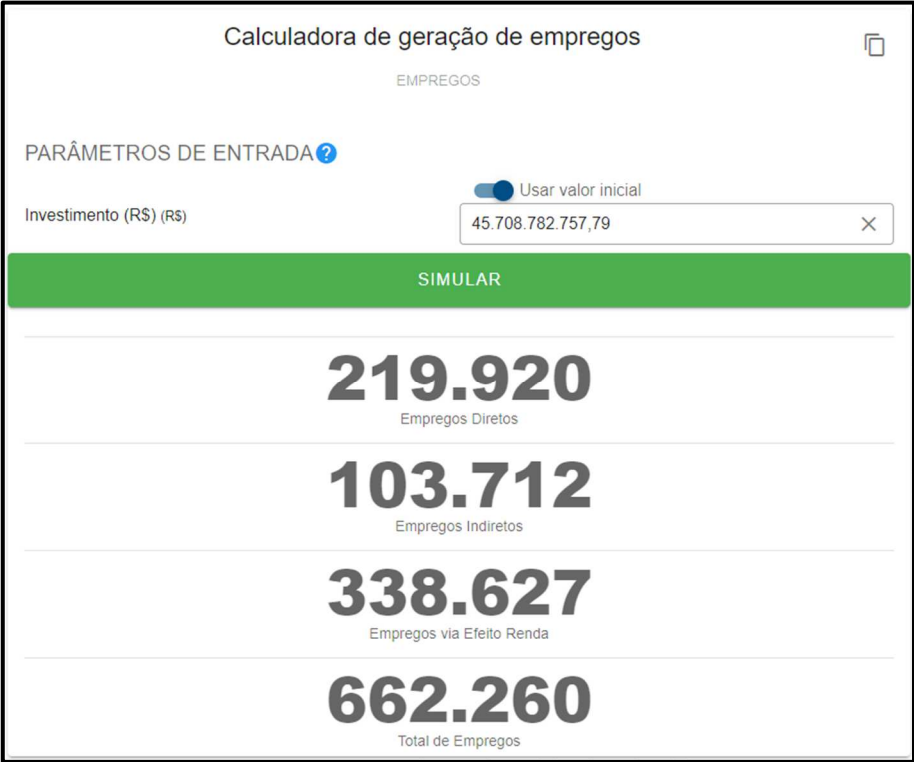 Calculadora de geração de empregos
EMPREGOS
PARÂMETROS DE ENTRADA ?
Usar valor inicial
Investimento (R$) (R$)
45.708.782.757,79
SIMULAR
219.920
Empregos Diretos
103.712
Empregos Indiretos
338.627
Empregos via Efeito Renda
662.260
Total de Empregos